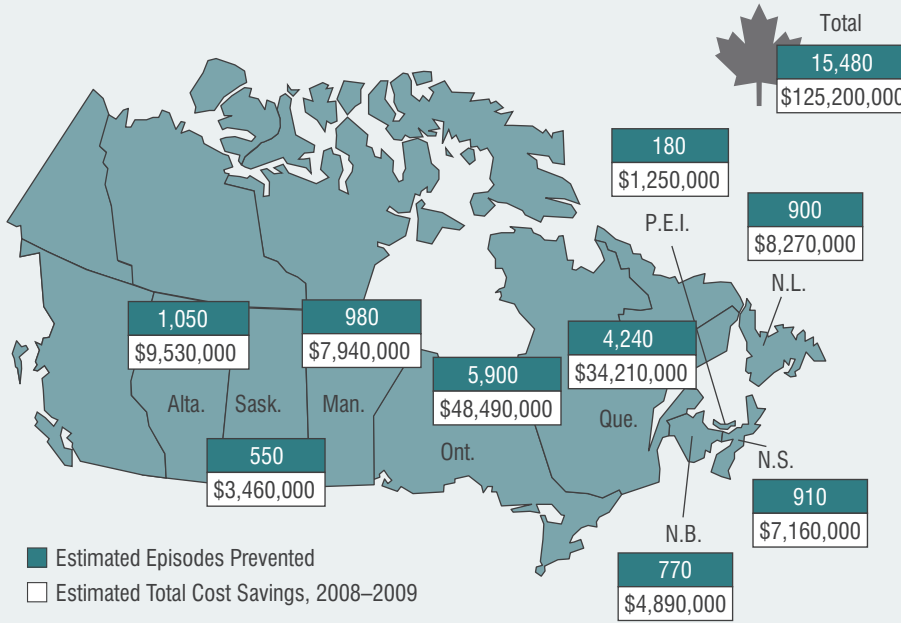 Total
15,480
$125,200,000
180
$1,250,000
P.E.I.
900
$8,270,000
N.L.
1,050
$9,530,000
Alta.
Sask.
550
$3,460,000
980
$7,940,000
Man.
5,900
$48,490,000
Ont.
4,240
$34,210,000
Que.
N.S.
910
$7,160,000
N.B.
770
$4,890,000
Estimated Episodes Prevented
Estimated Total Cost Savings, 2008–2009